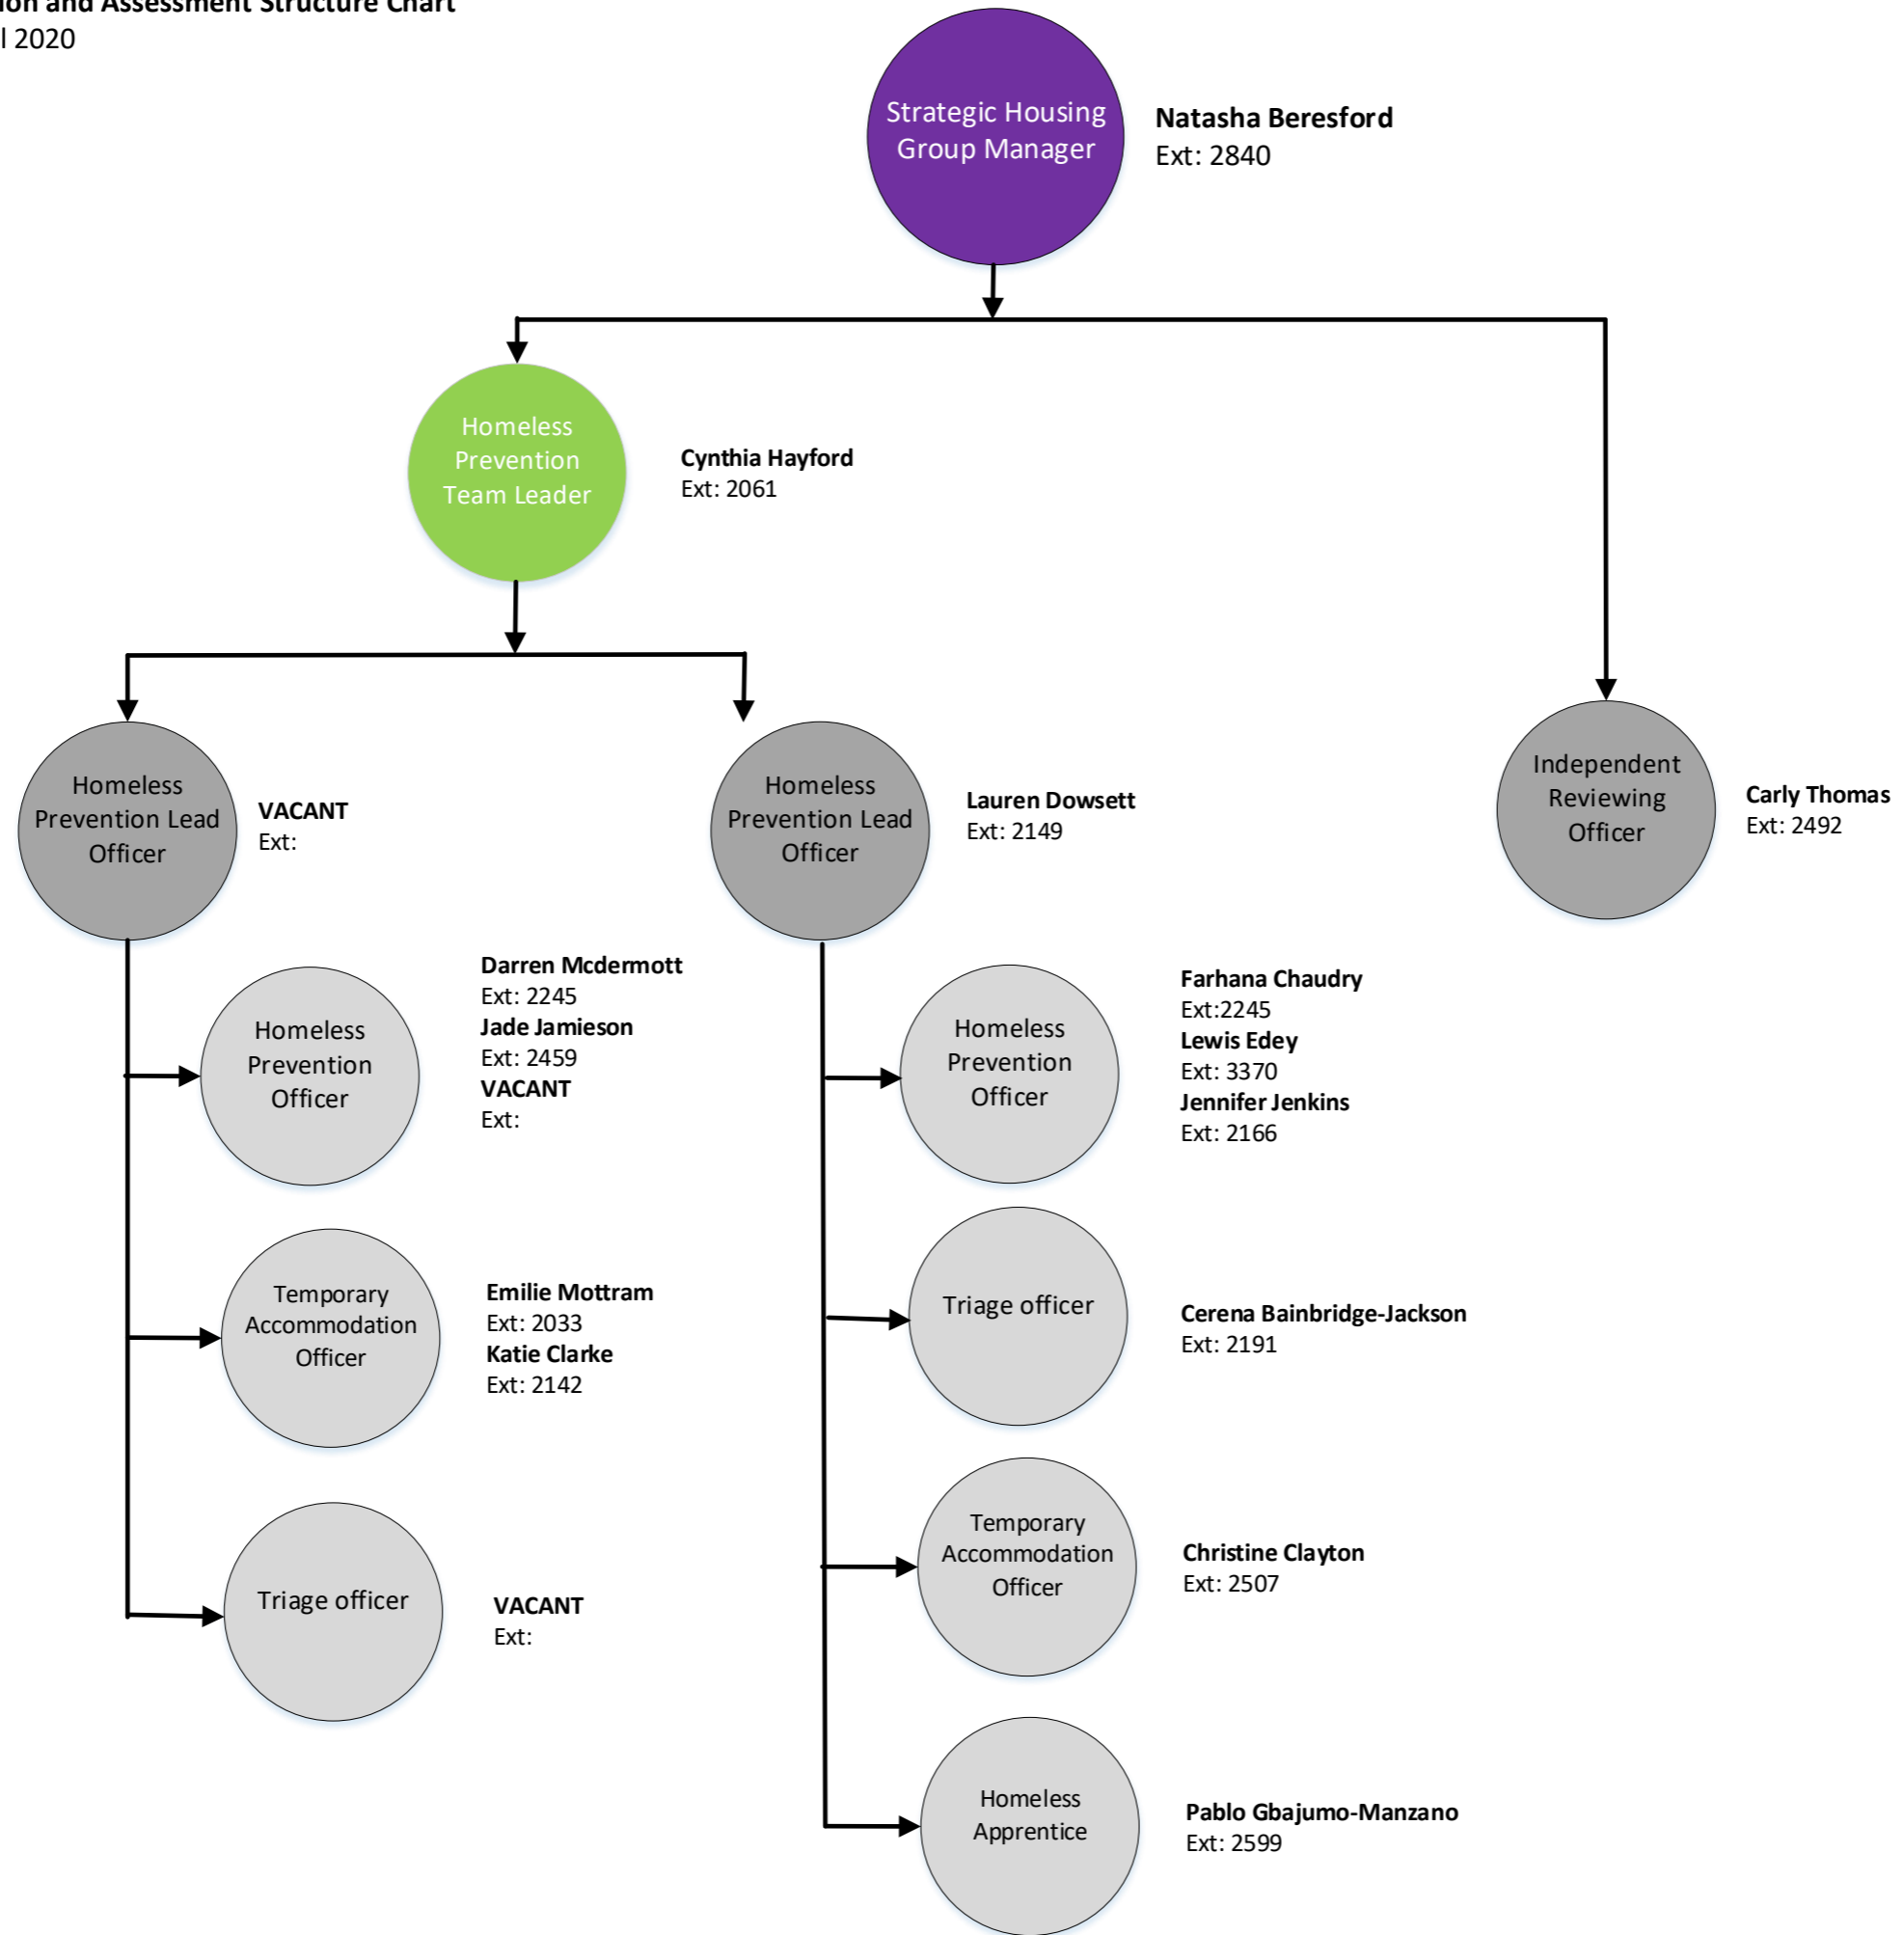 and Assessment Structure Chart
2020
Strategic Housing
Group Manager
Natasha Beresford
Ext: 2840
Homeless
Prevention
Team Leader
Cynthia Hayford
Ext: 2061
Homeless
Prevention Lead
Officer
VACANT
Ext:
Homeless
Prevention Lead
Officer
Lauren Dowsett
Ext: 2149
Independent
Reviewing
Officer
Carly Thomas
Ext: 2492
Homeless
Prevention
Officer
Darren Mcdermott
Ext: 2245
Jade Jamieson
Ext: 2459
VACANT
Ext:
Homeless
Prevention
Officer
Farhana Chaudry
Ext:2245
Lewis Edey
Ext: 3370
Jennifer Jenkins
Ext: 2166
Temporary
Accommodation
Officer
Emilie Mottram
Ext: 2033
Katie Clarke
Ext: 2142
Triage officer
Cerena Bainbridge-Jackson
Ext: 2191
Temporary
Accommodation
Officer
Christine Clayton
Ext: 2507
Triage officer
VACANT
Ext:
Homeless
Apprentice
Pablo Gbajumo-Manzano
Ext: 2599